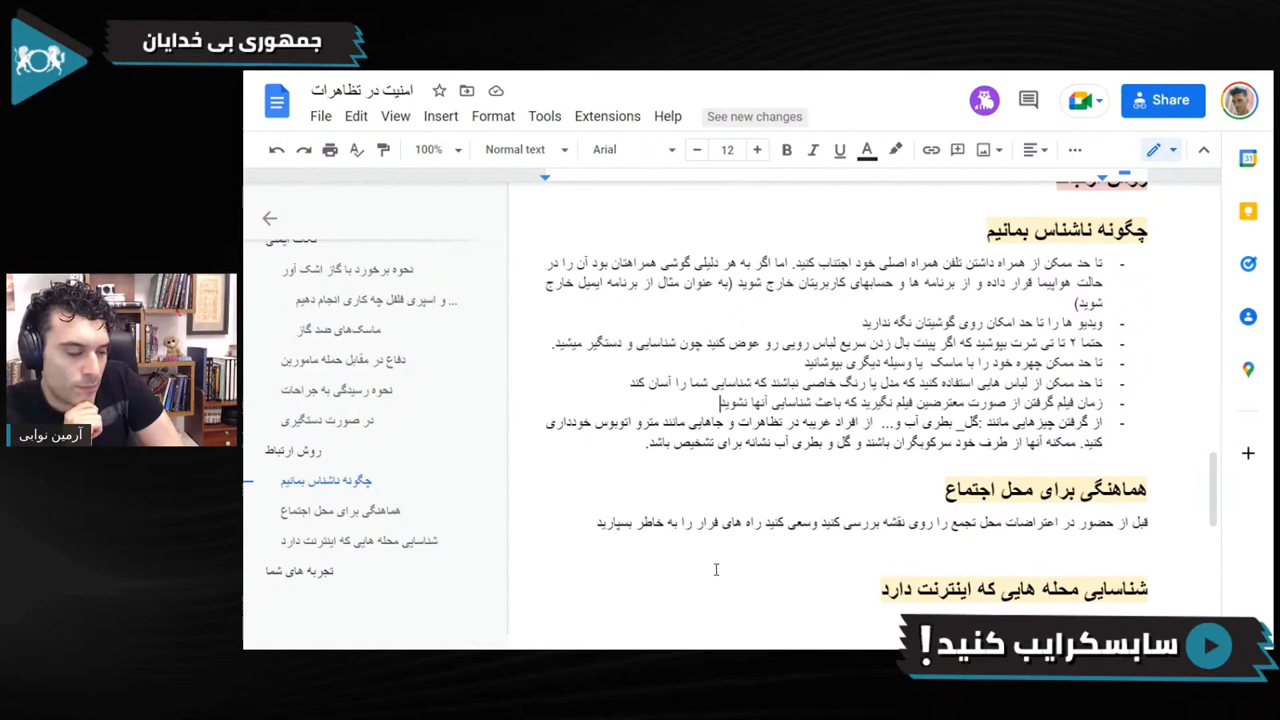 جمهوری بی خدایان
امنیت در تظاهرات
File Edit View Insert Format Tools Extensions Help See new changes
Share
100% Normal text Arial 12
چگونه ناشناس بمانیم
- تا حد ممکن از همراه داشتن تلفن همراه اصلی خود اجتناب کنید. اما اگر به هر دلیلی گوشی همراهتان بود آن را در
حالت هواپیما قرار داده و از برنامه ها و حسابهای کاربریتان خارج شوید (به عنوان مثال از برنامه ایمیل خارج
شوید)
- ویدیو ها را تا حد امکان روی گوشیتان نگه ندارید
- حتما ۲ تا تی شرت بپوشید که اگر پینت بال زدن سریع لباس رویی رو عوض کنید چون شناسایی و دستگیر میشید.
- تا حد ممکن چهره خود را با ماسک یا وسیله دیگری بپوشانید
- تا حد ممکن از لباس هایی استفاده کنید که مدل یا رنگ خاصی نباشند که شناسایی شما را آسان کند
- زمان فیلم گرفتن از صورت معترضین فیلم نگیرید که باعث شناسایی آنها نشوید
- از گرفتن چیزهایی مانند :گل_ بطری آب و... از افراد غریبه در تظاهرات و جاهایی مانند مترو اتوبوس خودداری
کنید. ممکنه آنها از طرف خود سرکوبگران باشند و گل و بطری آب نشانه برای تشخیص باشد.
هماهنگی برای محل اجتماع
قبل از حضور در اعتراضات محل تجمع را روی نقشه بررسی کنید وسعی کنید راه های فرار را به خاطر بسپارید
شناسایی محله هایی که اینترنت دارد
نحوه برخورد با گاز اشک آور
و اسپری فلفل چه کاری انجام دهیم ...
ماسک‌های ضد گاز
دفاع در مقابل حمله مامورین
نحوه رسیدگی به جراحات
در صورت دستگیری
روش ارتباط
چگونه ناشناس بمانیم
هماهنگی برای محل اجتماع
شناسایی محله هایی که اینترنت دارد
تجربه های شما
آرمین نوابی
سابسکرایب کنید!